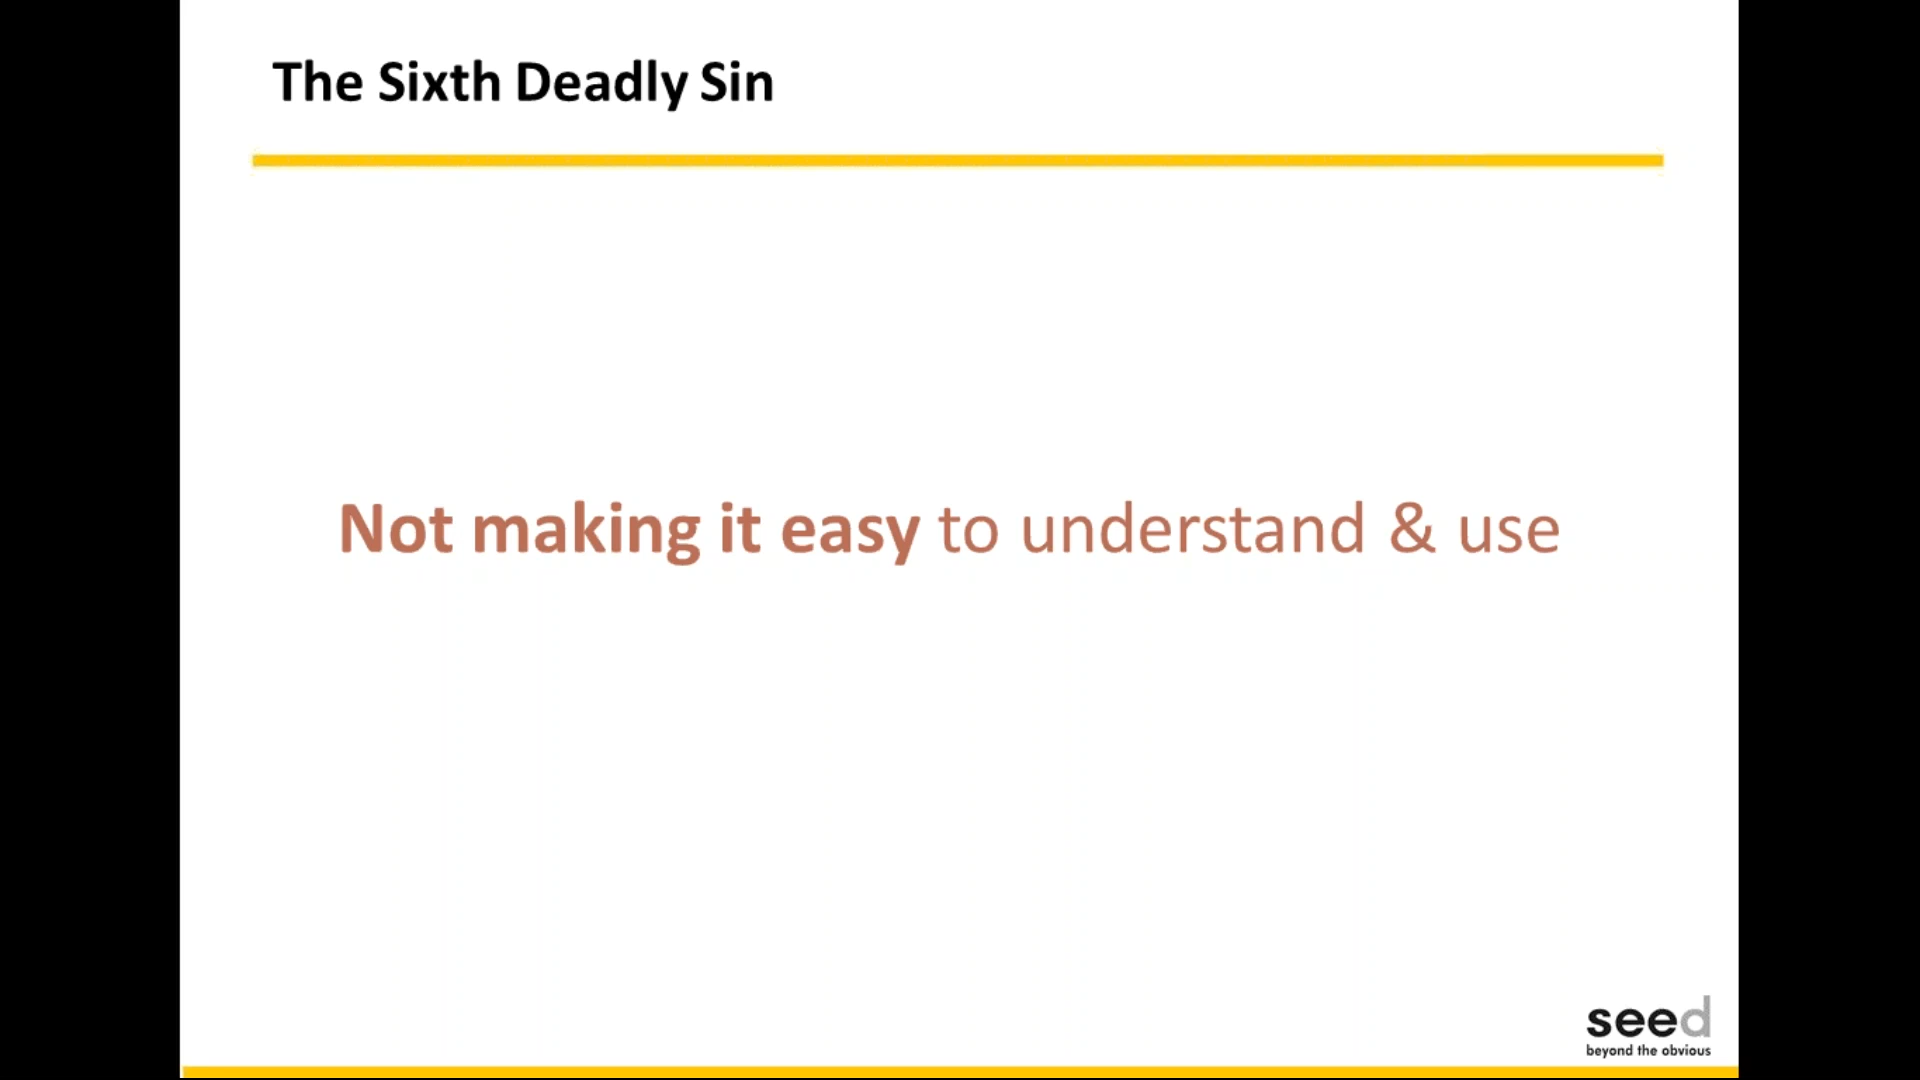 The Sixth Deadly Sin
Not making it easy to understand & use
seed
beyond the obvious